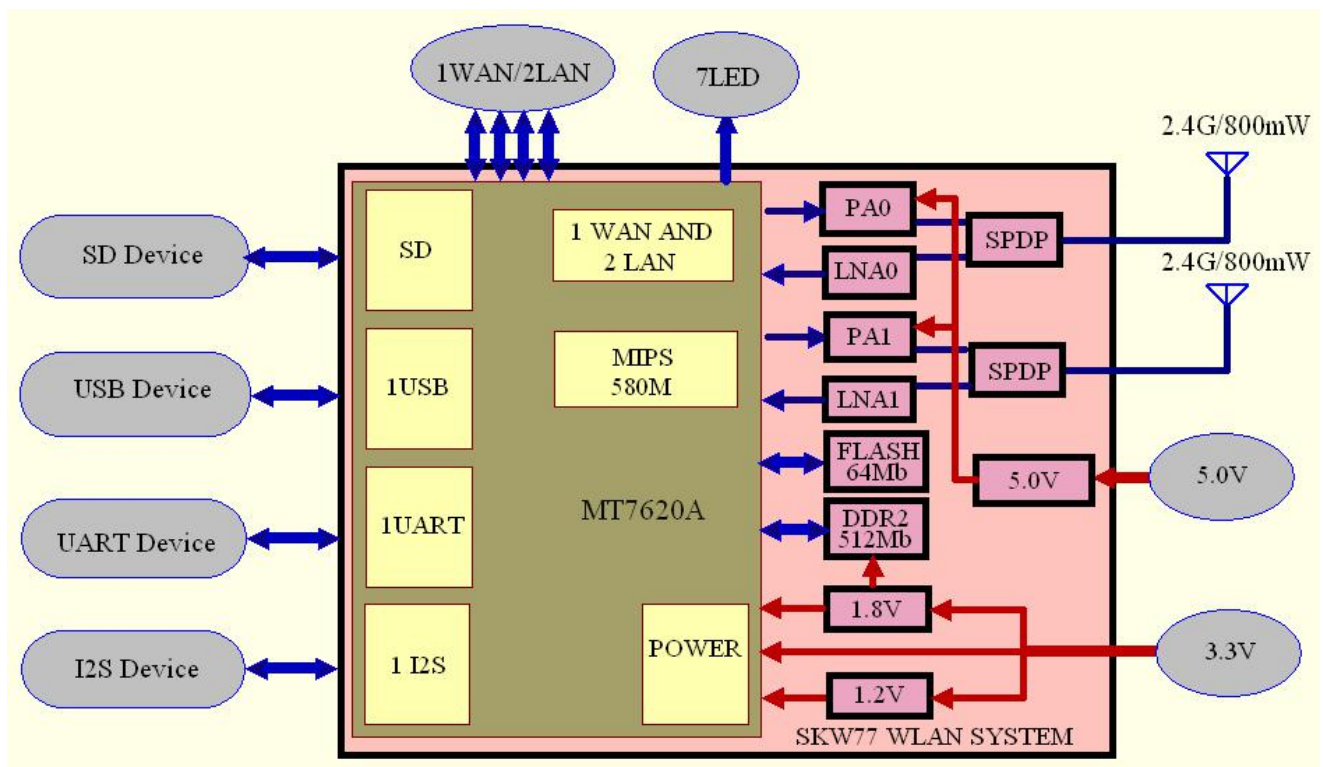 1WAN/2LAN
7LED
2.4G/800mW
2.4G/800mW
SD Device
USB Device
UART Device
I2S Device
SD
1USB
1UART
1 I2S
1 WAN AND
2 LAN
MIPS
580M
MT7620A
POWER
PA0
LNA0
SPDP
PA1
LNA1
SPDP
FLASH
64Mb
DDR2
512Mb
5.0V
5.0V
1.8V
3.3V
1.2V
SKW77 WLAN SYSTEM